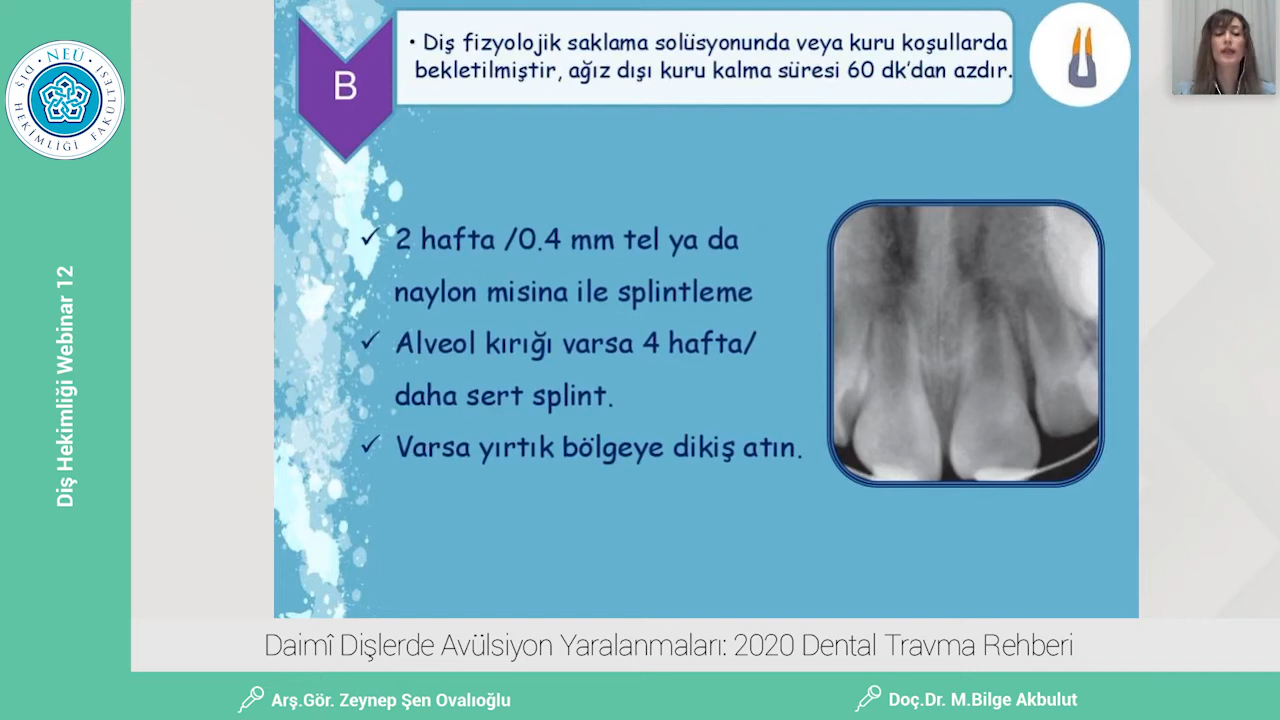 NEÜ
DİŞ HEKİMLİĞİ FAKÜLTESİ
Diş Hekimliği Webinar 12
B
• Diş fizyolojik saklama solüsyonunda veya kuru koşullarda
bekletilmiştir, ağız dışı kuru kalma süresi 60 dk’dan azdır.
✓ 2 hafta /0.4 mm tel ya da
naylon misina ile splintleme
✓ Alveol kırığı varsa 4 hafta/
daha sert splint.
✓ Varsa yırtık bölgeye dikiş atın.
Daimî Dişlerde Avülsiyon Yaralanmaları: 2020 Dental Travma Rehberi
Arş.Gör. Zeynep Şen Ovalıoğlu
Doç.Dr. M.Bilge Akbulut